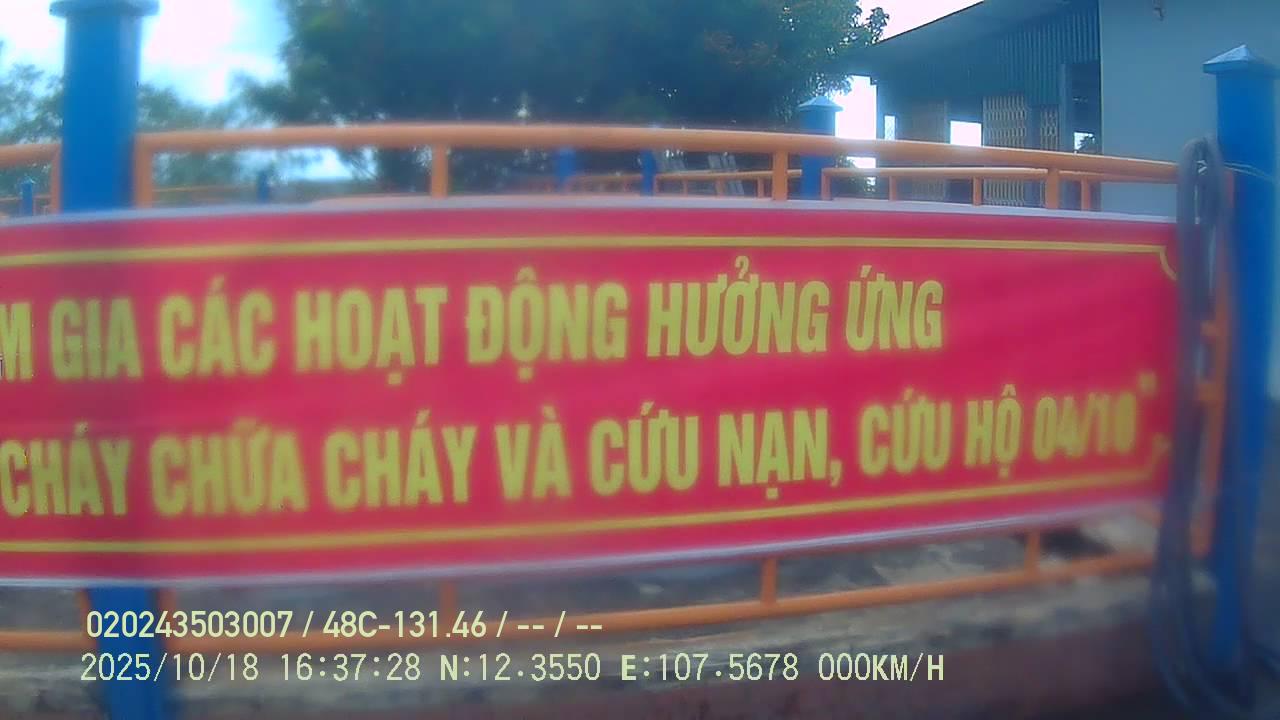 GIA CÁC HOẠT ĐỘNG HƯỞNG ỨNG
CHÁY CHỮA CHÁY VÀ CỨU NẠN, CỨU HỘ 04/10"
020243503007 / 48C-131.46 / -- / --
2025/10/18 16:37:28 N:12.3550 E:107.5678 000KM/H